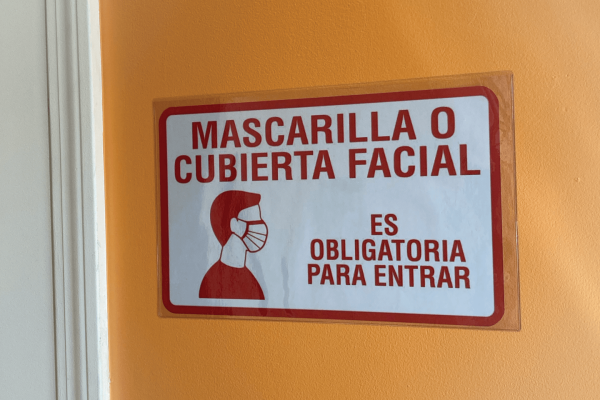 MASCARILLA O
CUBIERTA FACIAL
ES
OBLIGATORIA
PARA ENTRAR